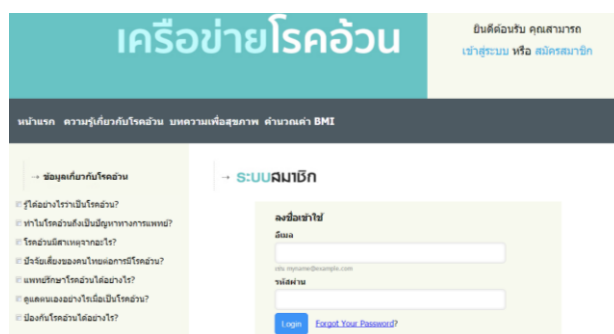 เครือข่ายโรคอ้วน
ยินดีต้อนรับ คุณสามารถ
เข้าสู่ระบบ หรือ สมัครสมาชิก
หน้าแรก ความรู้เกี่ยวกับโรคอ้วน บทความเพื่อสุขภาพ คำนวณค่า BMI
→ ข้อมูลเกี่ยวกับโรคอ้วน
รู้ได้อย่างไรว่าเป็นโรคอ้วน?
ทำไมโรคอ้วนถึงเป็นปัญหาทางการแพทย์?
โรคอ้วนมีสาเหตุจากอะไร?
ปัจจัยเสี่ยงของคนไทยต่อการมีโรคอ้วน?
แพทย์รักษาโรคอ้วนได้อย่างไร?
ดูแลตนเองอย่างไรเมื่อเป็นโรคอ้วน?
ป้องกันโรคอ้วนได้อย่างไร?
→ ระบบสมาชิก
ลงชื่อเข้าใช้
อีเมล
เช่น myname@example.com
รหัสผ่าน
Login Forgot Your Password?